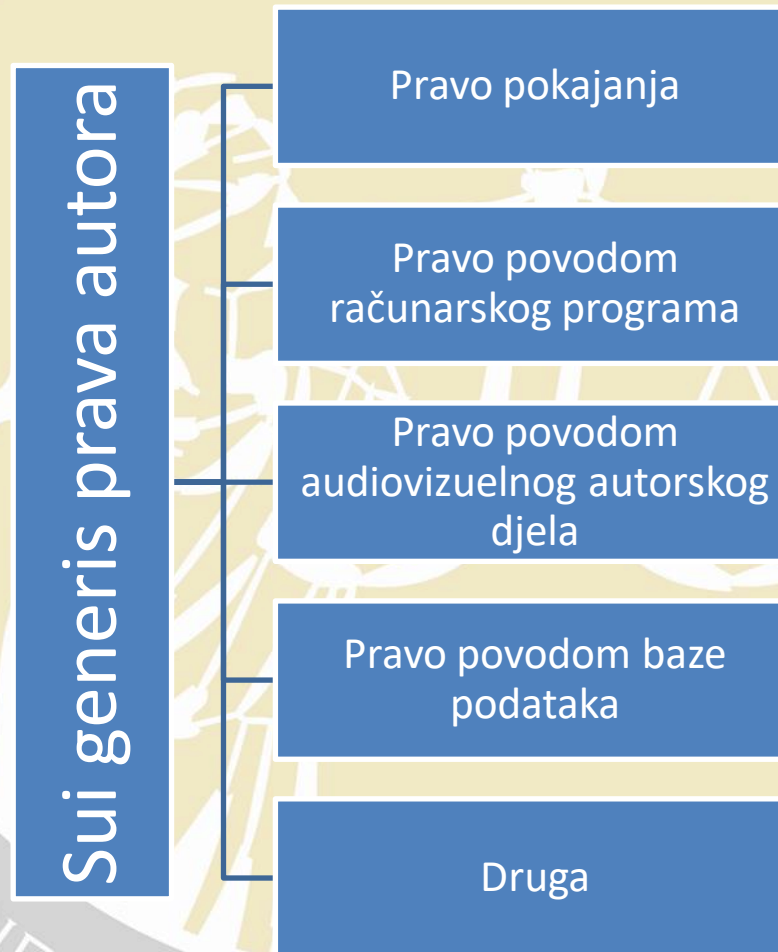 Sui generis prava autora
Pravo pokajanja
Pravo povodom
računarskog programa
Pravo povodom
audiovizuelnog autorskog
djela
Pravo povodom baze
podataka
Druga